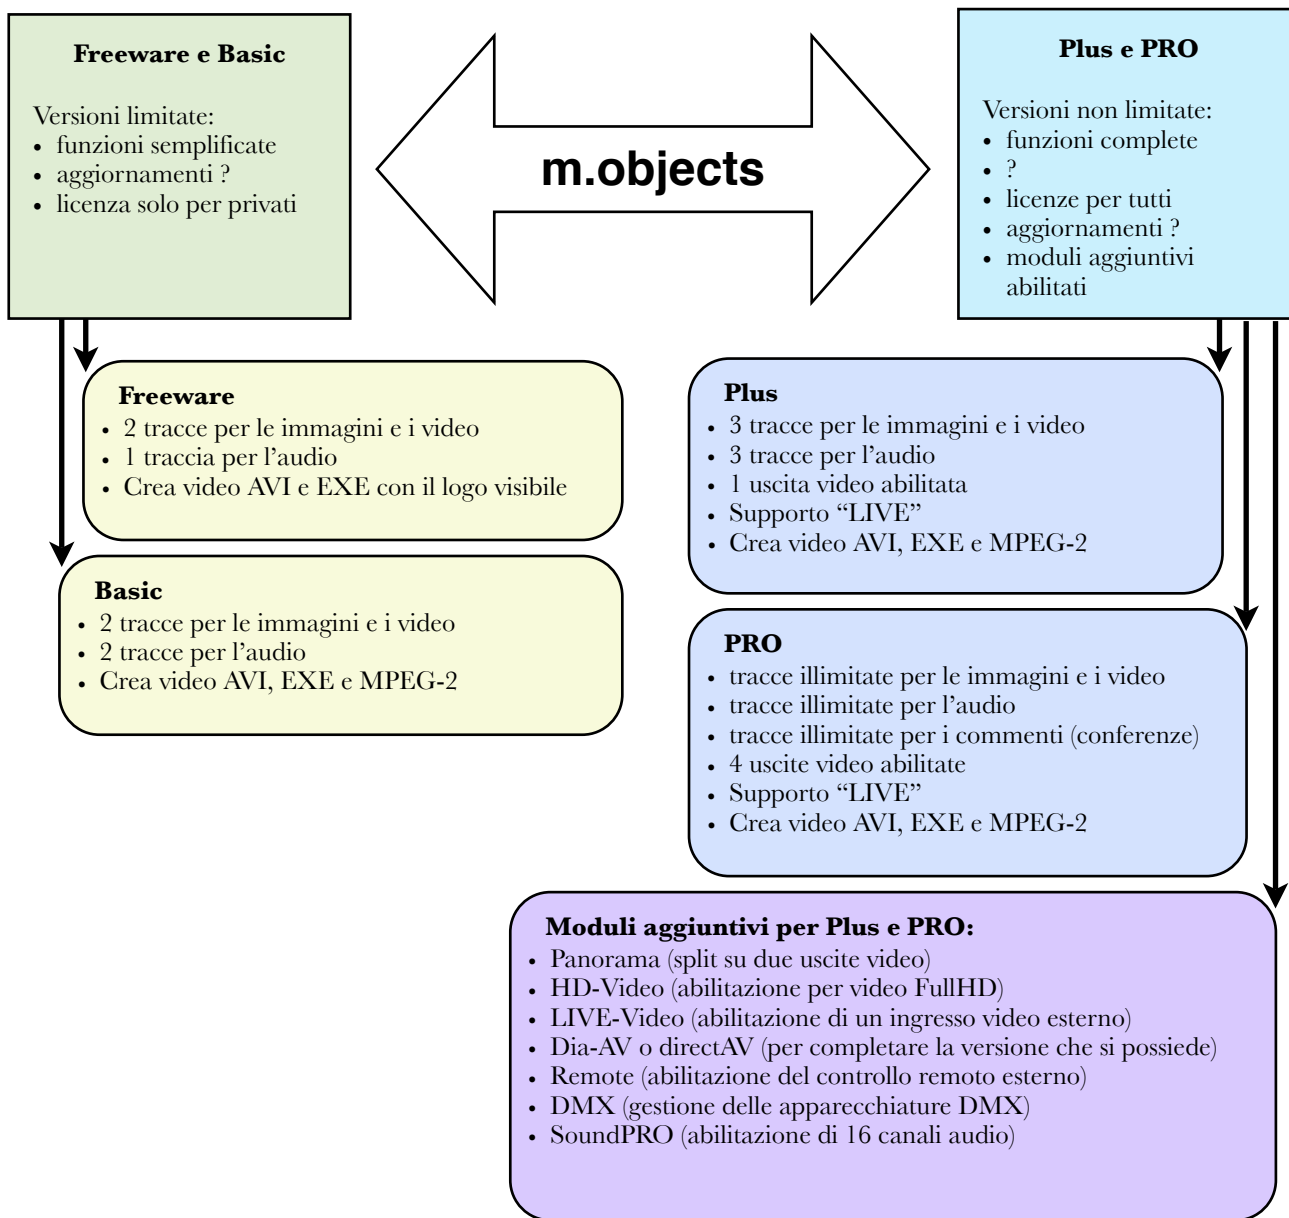 Freeware e Basic
Versioni limitate:
• funzioni semplificate
• aggiornamenti ?
• licenza solo per privati
m.objects
Plus e PRO
Versioni non limitate:
• funzioni complete
• ?
• licenze per tutti
• aggiornamenti ?
• moduli aggiuntivi
abilitati
Freeware
• 2 tracce per le immagini e i video
• 1 traccia per l’audio
• Crea video AVI e EXE con il logo visibile
Basic
• 2 tracce per le immagini e i video
• 2 tracce per l’audio
• Crea video AVI, EXE e MPEG-2
Plus
• 3 tracce per le immagini e i video
• 3 tracce per l’audio
• 1 uscita video abilitata
• Supporto “LIVE”
• Crea video AVI, EXE e MPEG-2
PRO
• tracce illimitate per le immagini e i video
• tracce illimitate per l’audio
• tracce illimitate per i commenti (conferenze)
• 4 uscite video abilitate
• Supporto “LIVE”
• Crea video AVI, EXE e MPEG-2
Moduli aggiuntivi per Plus e PRO:
• Panorama (split su due uscite video)
• HD-Video (abilitazione per video FullHD)
• LIVE-Video (abilitazione di un ingresso video esterno)
• Dia-AV o directAV (per completare la versione che si possiede)
• Remote (abilitazione del controllo remoto esterno)
• DMX (gestione delle apparecchiature DMX)
• SoundPRO (abilitazione di 16 canali audio)